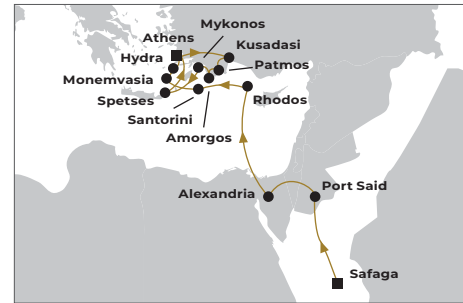 Mykonos
Athens
Kusadasi
Hydra
Patmos
Monemvasia
Rhodos
Spetses
Santorini
Amorgos
Alexandria
Port Said
Safaga